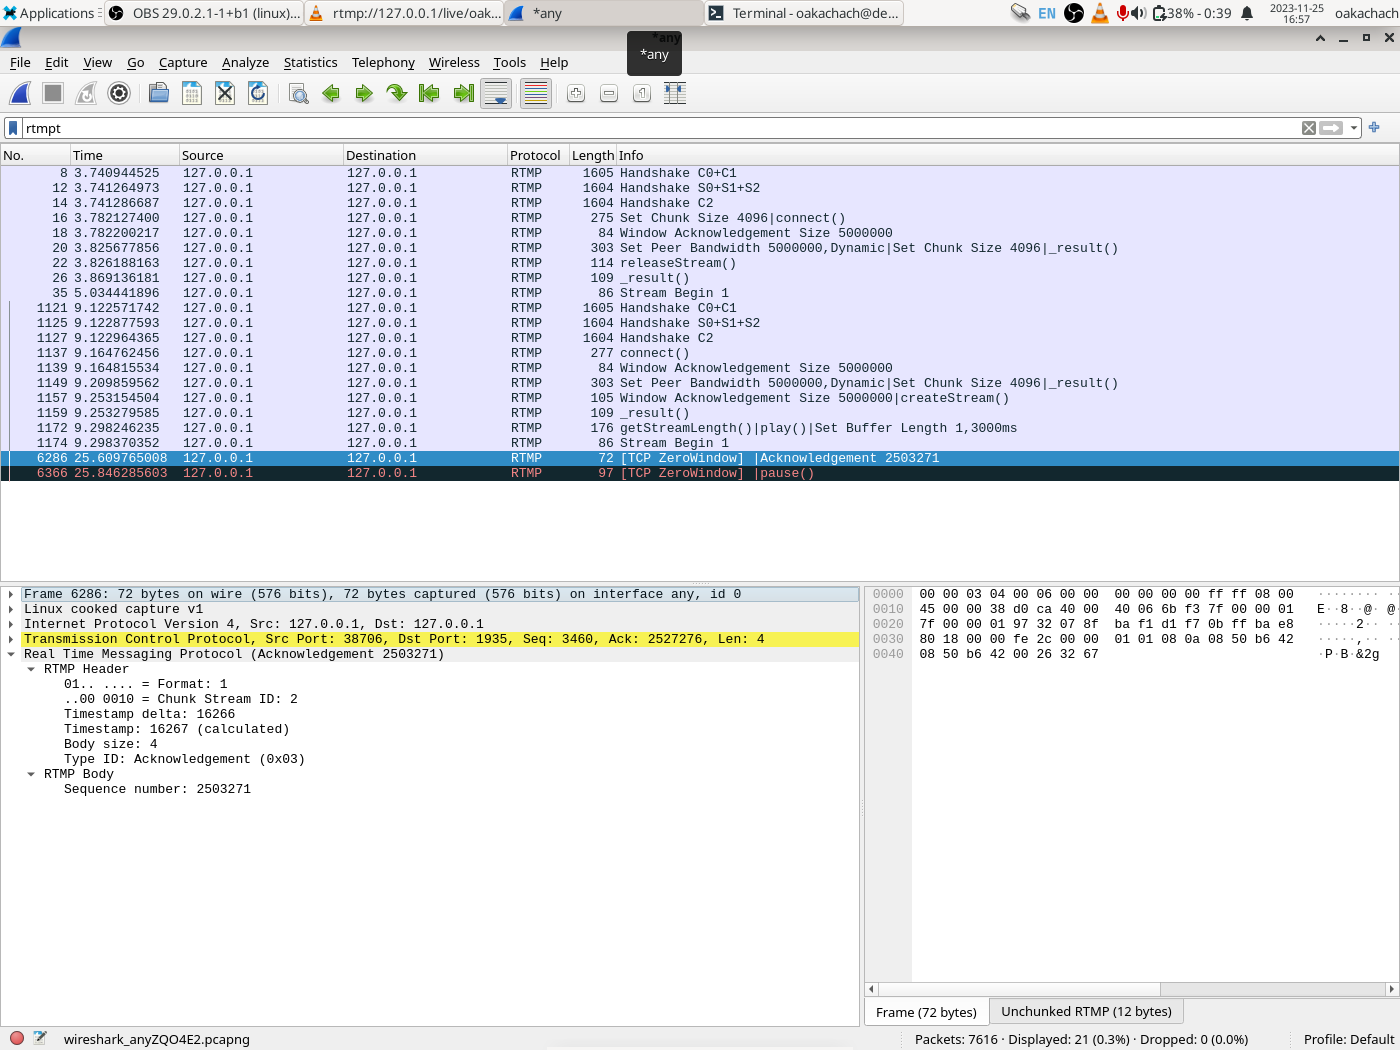 Applications OBS 29.0.2.1-1+b1 (linux)... rtmp://127.0.0.1/live/oak... *any Terminal - oakachach@de... EN 38% - 0:39 2023-11-25 16:57 oakachach
*any
*any
File Edit View Go Capture Analyze Statistics Telephony Wireless Tools Help
rtmpt
No. Time Source Destination Protocol Length Info
8 3.740944525 127.0.0.1 127.0.0.1 RTMP 1605 Handshake C0+C1
12 3.741264973 127.0.0.1 127.0.0.1 RTMP 1604 Handshake S0+S1+S2
14 3.741286687 127.0.0.1 127.0.0.1 RTMP 1604 Handshake C2
16 3.782127400 127.0.0.1 127.0.0.1 RTMP 275 Set Chunk Size 4096|connect()
18 3.782200217 127.0.0.1 127.0.0.1 RTMP 84 Window Acknowledgement Size 5000000
20 3.825677856 127.0.0.1 127.0.0.1 RTMP 303 Set Peer Bandwidth 5000000,Dynamic|Set Chunk Size 4096|_result()
22 3.826188163 127.0.0.1 127.0.0.1 RTMP 114 releaseStream()
26 3.869136181 127.0.0.1 127.0.0.1 RTMP 109 _result()
35 5.034441896 127.0.0.1 127.0.0.1 RTMP 86 Stream Begin 1
1121 9.122571742 127.0.0.1 127.0.0.1 RTMP 1605 Handshake C0+C1
1125 9.122877593 127.0.0.1 127.0.0.1 RTMP 1604 Handshake S0+S1+S2
1127 9.122964365 127.0.0.1 127.0.0.1 RTMP 1604 Handshake C2
1137 9.164762456 127.0.0.1 127.0.0.1 RTMP 277 connect()
1139 9.164815534 127.0.0.1 127.0.0.1 RTMP 84 Window Acknowledgement Size 5000000
1149 9.209859562 127.0.0.1 127.0.0.1 RTMP 303 Set Peer Bandwidth 5000000,Dynamic|Set Chunk Size 4096|_result()
1157 9.253154504 127.0.0.1 127.0.0.1 RTMP 105 Window Acknowledgement Size 5000000|createStream()
1159 9.253279585 127.0.0.1 127.0.0.1 RTMP 109 _result()
1172 9.298246235 127.0.0.1 127.0.0.1 RTMP 176 getStreamLength()|play()|Set Buffer Length 1,3000ms
1174 9.298370352 127.0.0.1 127.0.0.1 RTMP 86 Stream Begin 1
6286 25.609765008 127.0.0.1 127.0.0.1 RTMP 72 [TCP ZeroWindow] |Acknowledgement 2503271
6366 25.846285603 127.0.0.1 127.0.0.1 RTMP 97 [TCP ZeroWindow] |pause()
Frame 6286: 72 bytes on wire (576 bits), 72 bytes captured (576 bits) on interface any, id 0
Linux cooked capture v1
Internet Protocol Version 4, Src: 127.0.0.1, Dst: 127.0.0.1
Transmission Control Protocol, Src Port: 38706, Dst Port: 1935, Seq: 3460, Ack: 2527276, Len: 4
Real Time Messaging Protocol (Acknowledgement 2503271)
RTMP Header
01.. .... = Format: 1
..00 0010 = Chunk Stream ID: 2
Timestamp delta: 16266
Timestamp: 16267 (calculated)
Body size: 4
Type ID: Acknowledgement (0x03)
RTMP Body
Sequence number: 2503271
0000 00 00 03 04 00 06 00 00 00 00 00 00 ff ff 08 00 ········ ·····
0010 45 00 00 38 d0 ca 40 00 40 06 6b f3 7f 00 00 01 E··8··@· @·
0020 7f 00 00 01 97 32 07 8f ba f1 d1 f7 0b ff ba e8 ·····2·· ··
0030 80 18 00 00 fe 2c 00 00 01 01 08 0a 08 50 b6 42 ·····,·· ··
0040 08 50 b6 42 00 26 32 67 ·P·B·&2g
Frame (72 bytes) Unchunked RTMP (12 bytes)
wireshark_anyZQO4E2.pcapng Packets: 7616 · Displayed: 21 (0.3%) · Dropped: 0 (0.0%) Profile: Default